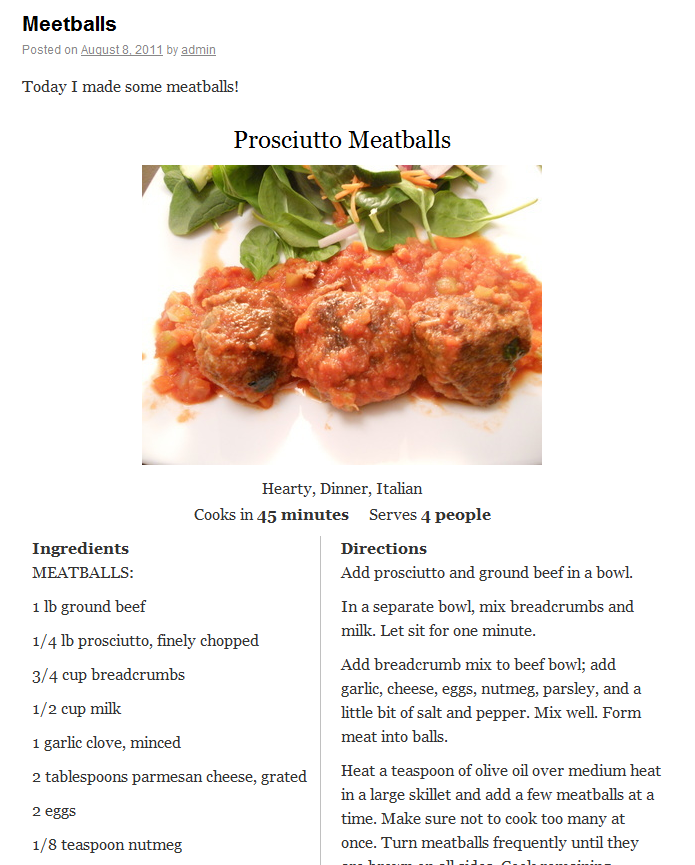 Meetballs
Posted on August 8, 2011 by admin
Today I made some meatballs!
Prosciutto Meatballs
Hearty, Dinner, Italian
Cooks in 45 minutes Serves 4 people
Ingredients
MEATBALLS:
1 lb ground beef
1/4 lb prosciutto, finely chopped
3/4 cup breadcrumbs
1/2 cup milk
1 garlic clove, minced
2 tablespoons parmesan cheese, grated
2 eggs
1/8 teaspoon nutmeg
Directions
Add prosciutto and ground beef in a bowl.
In a separate bowl, mix breadcrumbs and
milk. Let sit for one minute.
Add breadcrumb mix to beef bowl; add
garlic, cheese, eggs, nutmeg, parsley, and a
little bit of salt and pepper. Mix well. Form
meat into balls.
Heat a teaspoon of olive oil over medium heat
in a large skillet and add a few meatballs at a
time. Make sure not to cook too many at
once. Turn meatballs frequently until they
are brown on all sides. Cook remaining